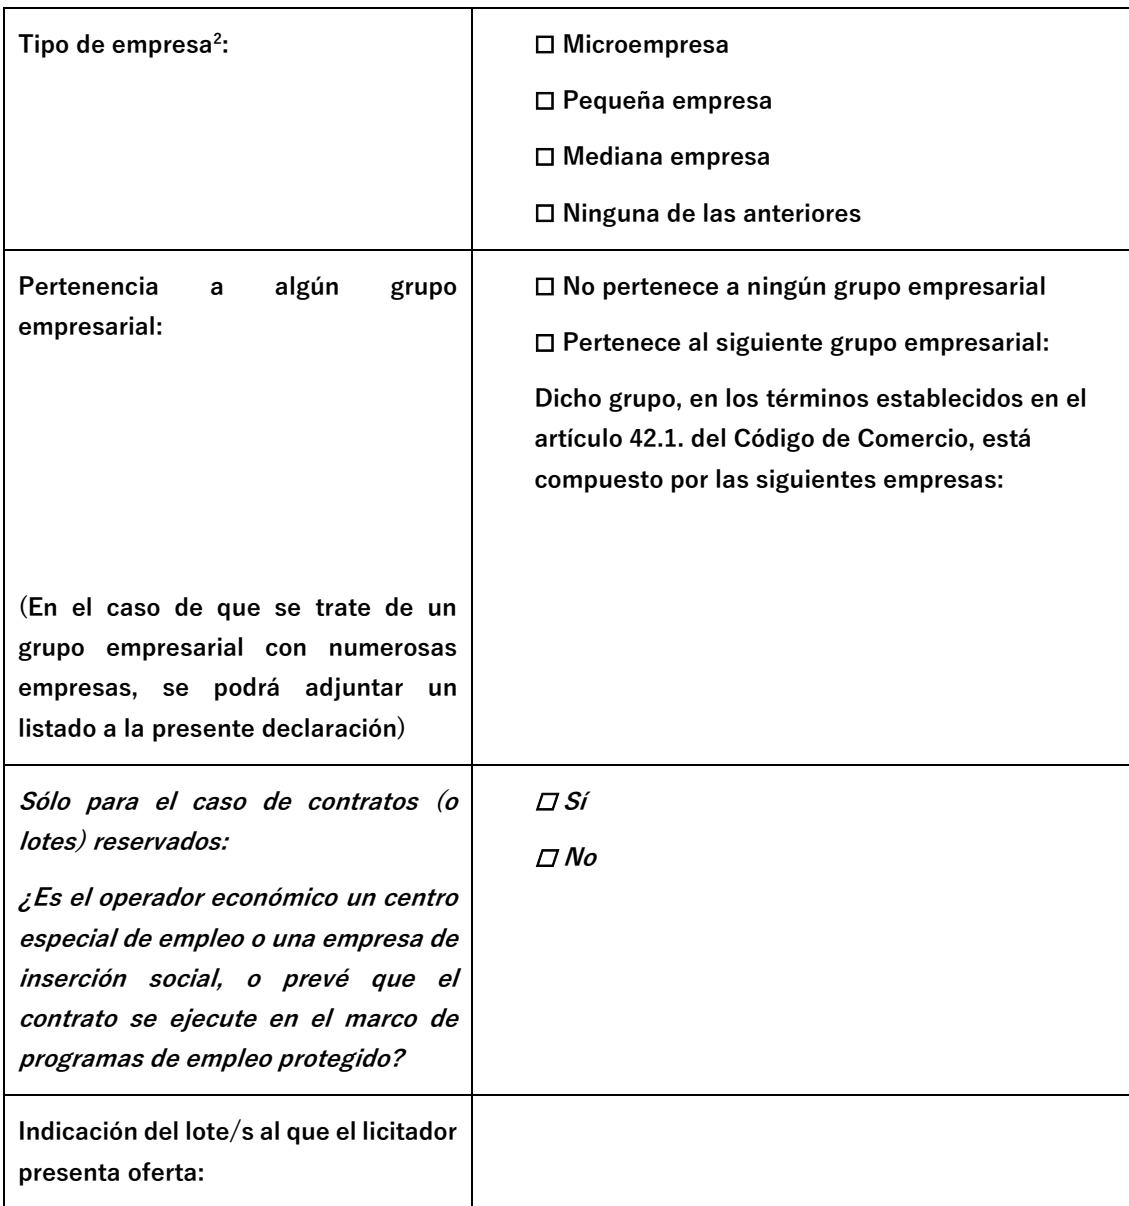 Tipo de empresa²:
☐ Microempresa
☐ Pequeña empresa
☐ Mediana empresa
☐ Ninguna de las anteriores
Pertenencia a algún grupo
empresarial:
(En el caso de que se trate de un
grupo empresarial con numerosas
empresas, se podrá adjuntar un
listado a la presente declaración)
☐ No pertenece a ningún grupo empresarial
☐ Pertenece al siguiente grupo empresarial:
Dicho grupo, en los términos establecidos en el
artículo 42.1. del Código de Comercio, está
compuesto por las siguientes empresas:
Sólo para el caso de contratos (o
lotes) reservados:
¿Es el operador económico un centro
especial de empleo o una empresa de
inserción social, o prevé que el
contrato se ejecute en el marco de
programas de empleo protegido?
☐ Sí
☐ No
Indicación del lote/s al que el licitador
presenta oferta: